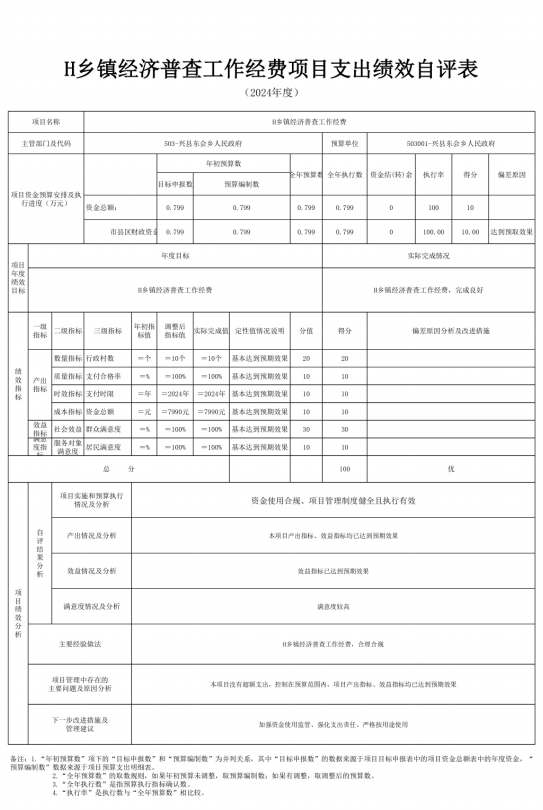 H乡镇经济普查工作经费项目支出绩效自评表
（2024年度）
项目名称 H乡镇经济普查工作经费
主管部门及代码 503-兴县东会乡人民政府 预算单位 503001-兴县东会乡人民政府
项目资金预算安排及执行进度（万元） 年初预算数 全年预算数 全年执行数 资金结(转)余 执行率 得分 偏差原因
目标申报数 预算编制数
资金总额： 0.799 0.799 0.799 0.799 0 100 10
市县区财政资金 0.799 0.799 0.799 0.799 0 100.00 10.00 达到预取效果
项目年度绩效目标 年度目标 实际完成情况
H乡镇经济普查工作经费 H乡镇经济普查工作经费，完成良好
绩效指标 一级指标 二级指标 三级指标 年初指标值 调整后指标值 实际完成值 定性值情况说明 分值 得分 偏差原因分析及改进措施
产出指标 数量指标 行政村数 ＝个 ＝10个 ＝10个 基本达到预期效果 20 20
质量指标 支付合格率 ＝% ＝100% ＝100% 基本达到预期效果 10 10
时效指标 支付时限 ＝年 ＝2024年 ＝2024年 基本达到预期效果 10 10
成本指标 资金总额 ＝元 ＝7990元 ＝7990元 基本达到预期效果 10 10
效益指标 社会效益 群众满意度 ＝% ＝100% ＝100% 基本达到预期效果 30 30
满意度指标 服务对象满意度 居民满意度 ＝% ＝100% ＝100% 基本达到预期效果 10 10
总 分 100 优
项目绩效分析 自评结果分析 项目实施和预算执行情况及分析 资金使用合规、项目管理制度健全且执行有效
产出情况及分析 本项目产出指标、效益指标均已达到预期效果
效益情况及分析 效益指标已达到预期效果
满意度情况及分析 满意度较高
主要经验做法 H乡镇经济普查工作经费，合理合规
项目管理中存在的主要问题及原因分析 本项目没有超额支出，控制在预算范围内，项目产出指标、效益指标均已达到预期效果
下一步改进措施及管理建议 加强资金使用监管、强化支出责任、严格按用途使用
备注：1.“年初预算数”项下的“目标申报数”和“预算编制数”为并列关系，其中“目标申报数”的数据来源于项目目标申报表中的项目资金总额表中的年度资金，“
预算编制数”数据来源于项目预算支出明细表。
2.“全年预算数”的取数规则，如果年初预算未调整，取预算编制数；如果有调整，取调整后的预算数。
3.“全年执行数”是指预算执行指标确认数。
4.“执行率”是执行数与“全年预算数”相比较。